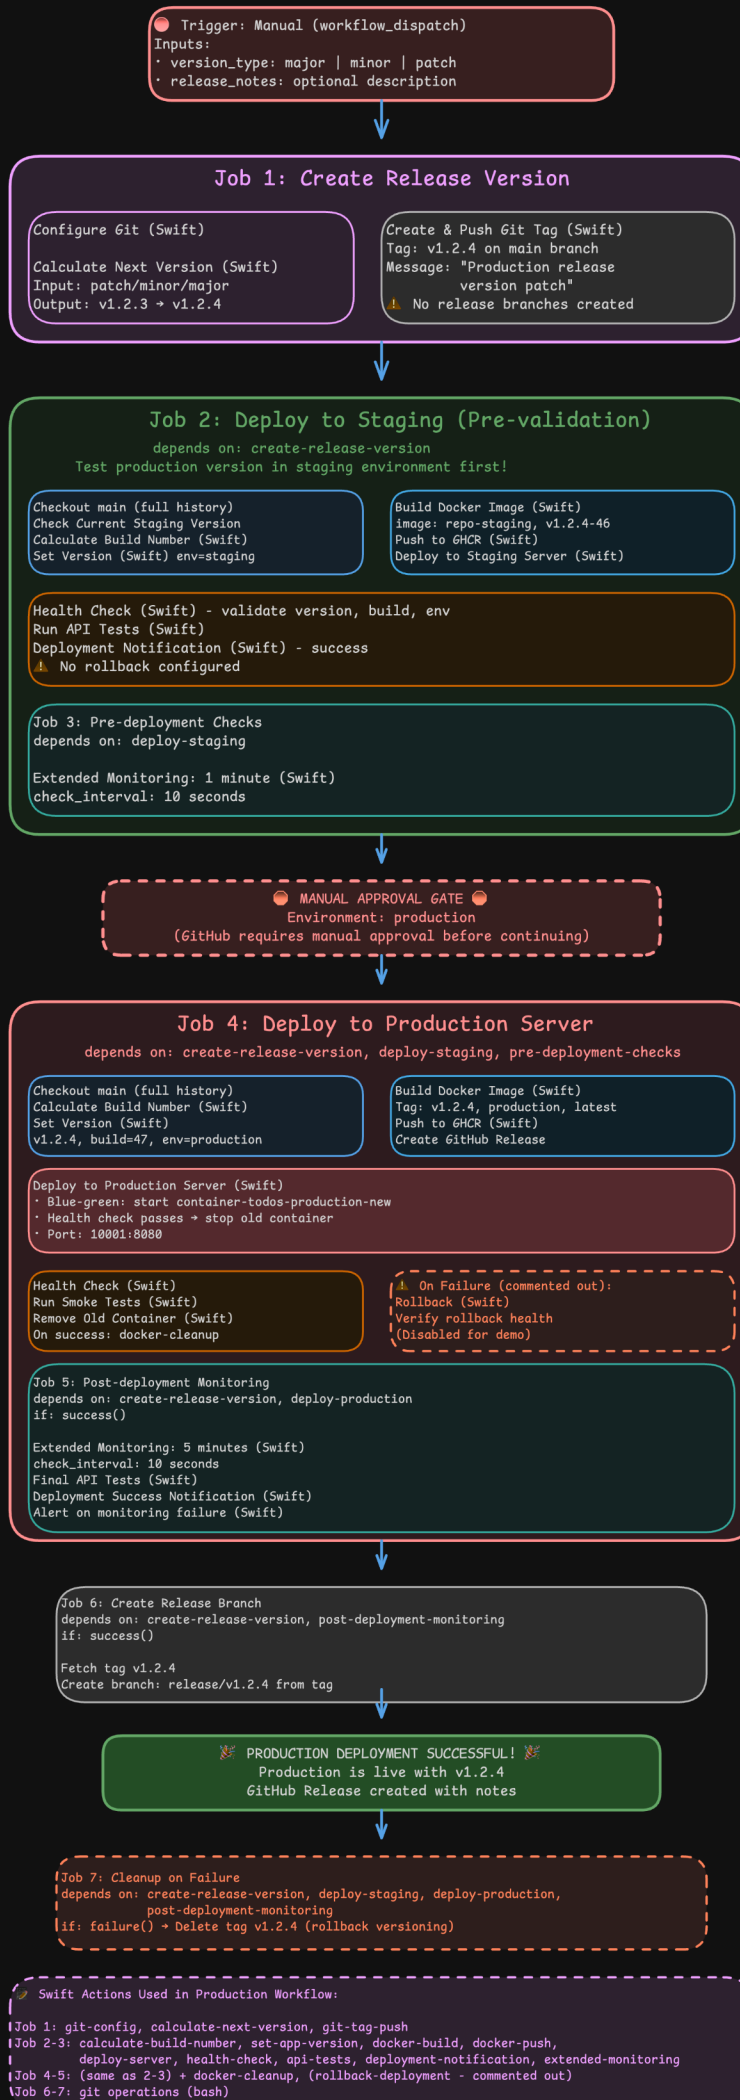 🛑 Trigger: Manual (workflow_dispatch)
Inputs:
• version_type: major | minor | patch
• release_notes: optional description
Job 1: Create Release Version
Configure Git (Swift)
Calculate Next Version (Swift)
Input: patch/minor/major
Output: v1.2.3 → v1.2.4
Create & Push Git Tag (Swift)
Tag: v1.2.4 on main branch
Message: "Production release
version patch"
⚠️ No release branches created
Job 2: Deploy to Staging (Pre-validation)
depends on: create-release-version
Test production version in staging environment first!
Checkout main (full history)
Check Current Staging Version
Calculate Build Number (Swift)
Set Version (Swift) env=staging
Build Docker Image (Swift)
image: repo-staging, v1.2.4-46
Push to GHCR (Swift)
Deploy to Staging Server (Swift)
Health Check (Swift) - validate version, build, env
Run API Tests (Swift)
Deployment Notification (Swift) - success
⚠️ No rollback configured
Job 3: Pre-deployment Checks
depends on: deploy-staging
Extended Monitoring: 1 minute (Swift)
check_interval: 10 seconds
🛑 MANUAL APPROVAL GATE 🛑
Environment: production
(GitHub requires manual approval before continuing)
Job 4: Deploy to Production Server
depends on: create-release-version, deploy-staging, pre-deployment-checks
Checkout main (full history)
Calculate Build Number (Swift)
Set Version (Swift)
v1.2.4, build=47, env=production
Build Docker Image (Swift)
Tag: v1.2.4, production, latest
Push to GHCR (Swift)
Create GitHub Release
Deploy to Production Server (Swift)
• Blue-green: start container-todos-production-new
• Health check passes → stop old container
• Port: 10001:8080
Health Check (Swift)
Run Smoke Tests (Swift)
Remove Old Container (Swift)
On success: docker-cleanup
⚠️ On Failure (commented out):
Rollback (Swift)
Verify rollback health
(Disabled for demo)
Job 5: Post-deployment Monitoring
depends on: create-release-version, deploy-production
if: success()
Extended Monitoring: 5 minutes (Swift)
check_interval: 10 seconds
Final API Tests (Swift)
Deployment Success Notification (Swift)
Alert on monitoring failure (Swift)
Job 6: Create Release Branch
depends on: create-release-version, post-deployment-monitoring
if: success()
Fetch tag v1.2.4
Create branch: release/v1.2.4 from tag
🎉 PRODUCTION DEPLOYMENT SUCCESSFUL! 🎉
Production is live with v1.2.4
GitHub Release created with notes
Job 7: Cleanup on Failure
depends on: create-release-version, deploy-staging, deploy-production,
post-deployment-monitoring
if: failure() → Delete tag v1.2.4 (rollback versioning)
Swift Actions Used in Production Workflow:
Job 1: git-config, calculate-next-version, git-tag-push
Job 2-3: calculate-build-number, set-app-version, docker-build, docker-push,
deploy-server, health-check, api-tests, deployment-notification, extended-monitoring
Job 4-5: (same as 2-3) + docker-cleanup, (rollback-deployment - commented out)
Job 6-7: git operations (bash)